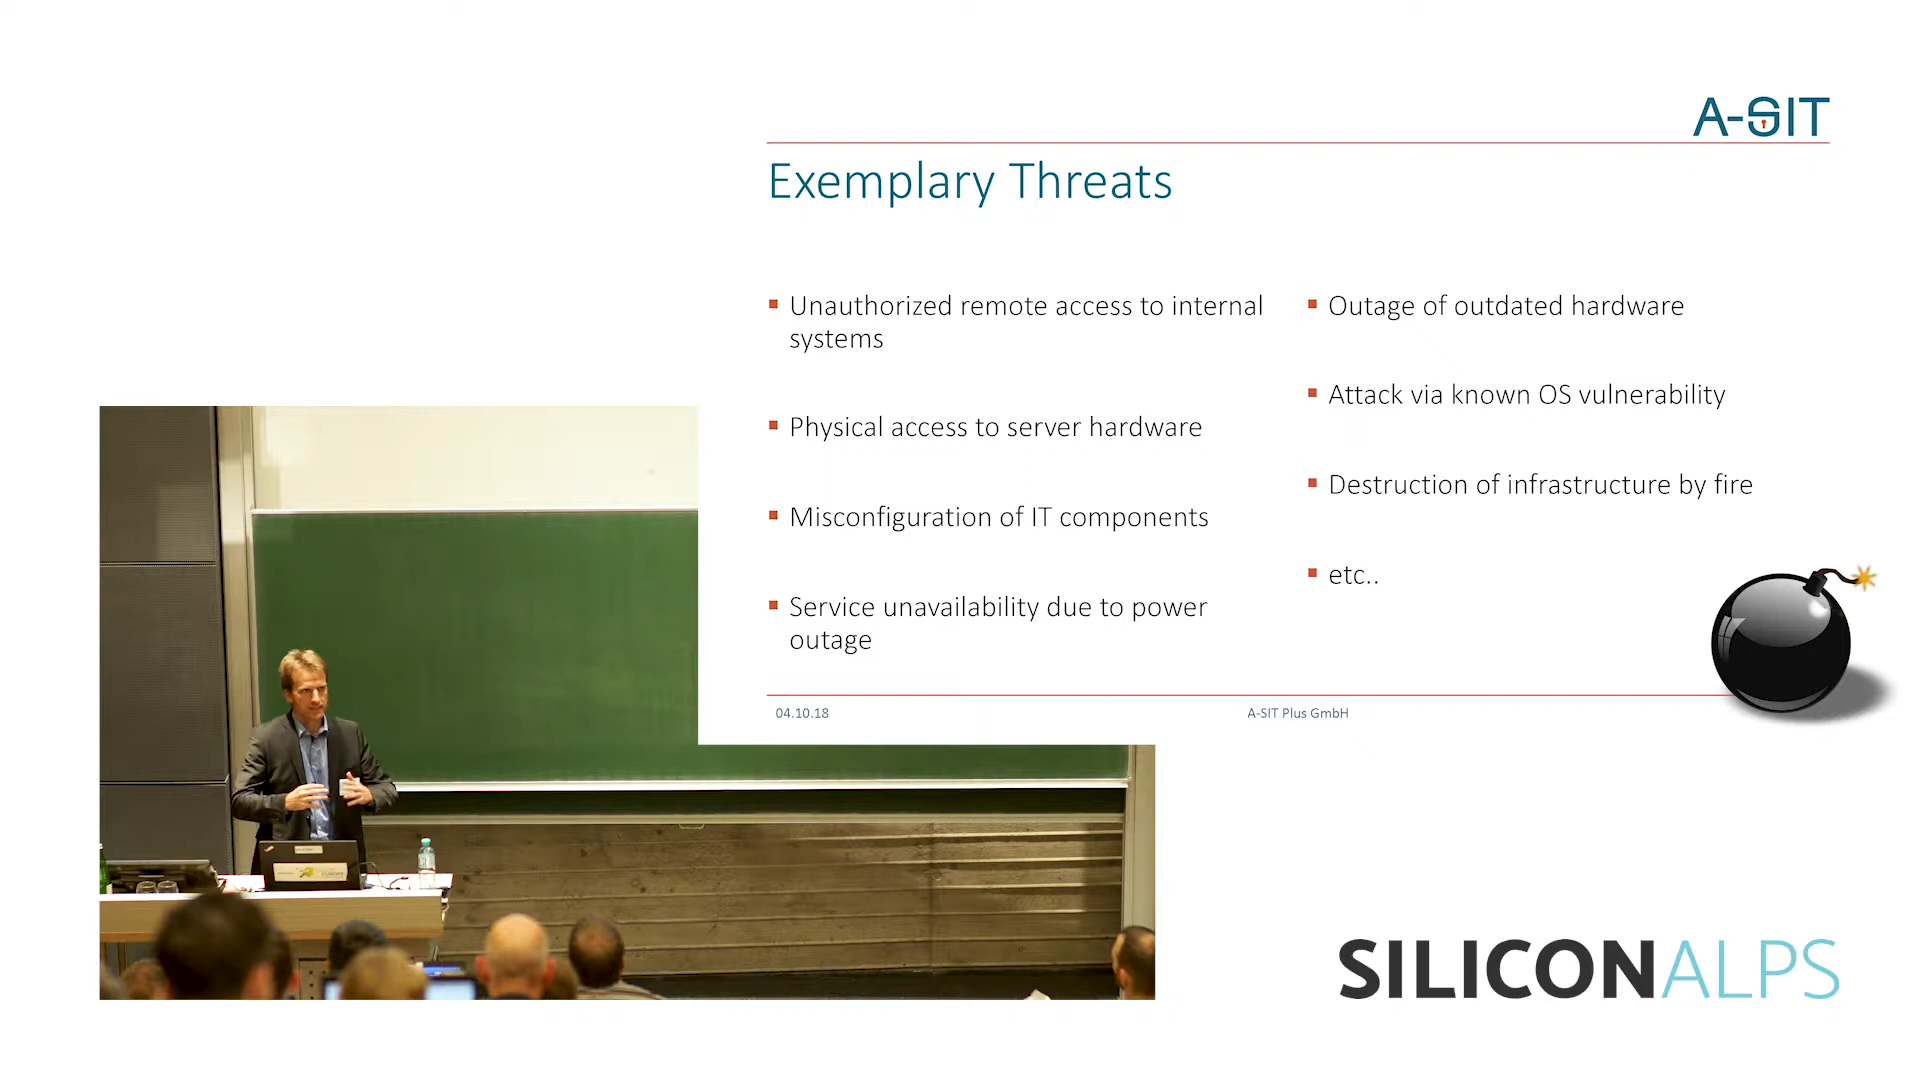 A-SIT
Exemplary Threats
Unauthorized remote access to internal
systems
Physical access to server hardware
Misconfiguration of IT components
Service unavailability due to power
outage
Outage of outdated hardware
Attack via known OS vulnerability
Destruction of infrastructure by fire
etc..
04.10.18
A-SIT Plus GmbH
SILICONALPS